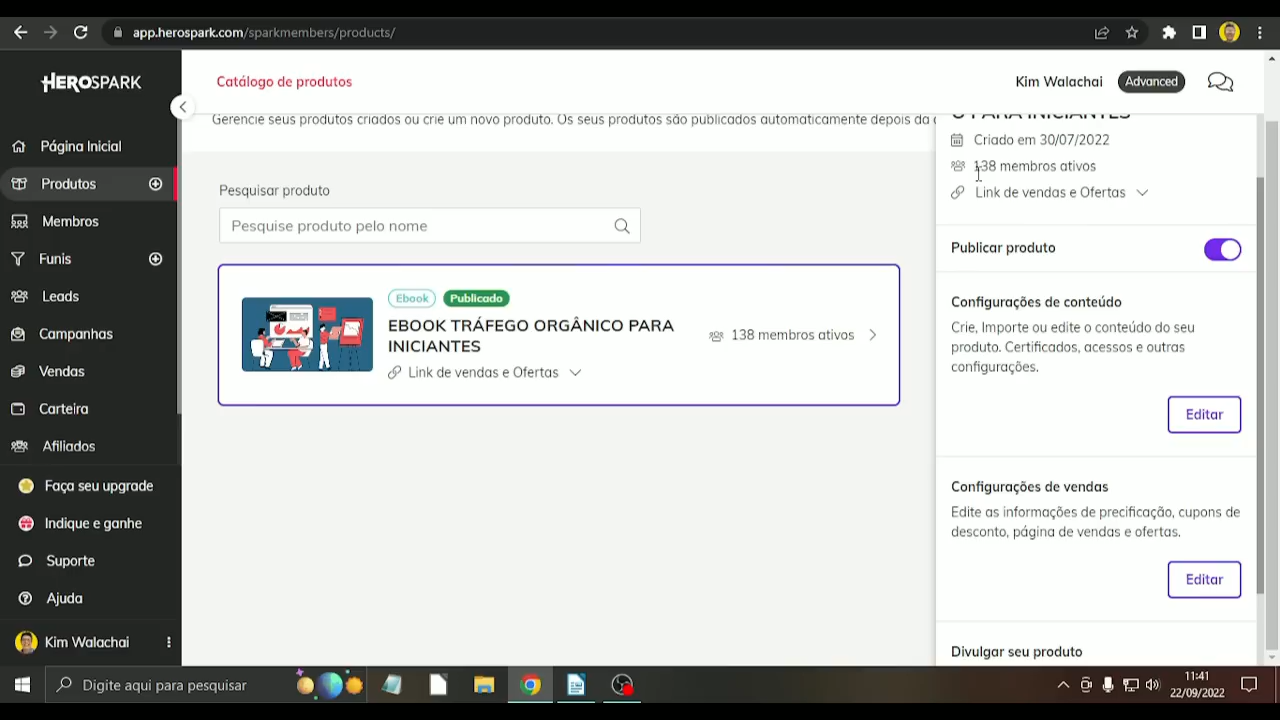 app.herospark.com/sparkmembers/products/
HEROSPARK
Catálogo de produtos
Kim Walachai
Advanced
Gerencie seus produtos criados ou crie um novo produto. Os seus produtos são publicados automaticamente depois da
Página Inicial
Produtos
Membros
Funis
Leads
Campanhas
Vendas
Carteira
Afiliados
Faça seu upgrade
Indique e ganhe
Suporte
Ajuda
Kim Walachai
Pesquisar produto
Pesquise produto pelo nome
Ebook
Publicado
EBOOK TRÁFEGO ORGÂNICO PARA
INICIANTES
Link de vendas e Ofertas
138 membros ativos
O PARA INICIANTES
Criado em 30/07/2022
138 membros ativos
Link de vendas e Ofertas
Publicar produto
Configurações de conteúdo
Crie, Importe ou edite o conteúdo do seu
produto. Certificados, acessos e outras
configurações.
Editar
Configurações de vendas
Edite as informações de precificação, cupons de
desconto, página de vendas e ofertas.
Editar
Divulgar seu produto
Digite aqui para pesquisar
11:41
22/09/2022